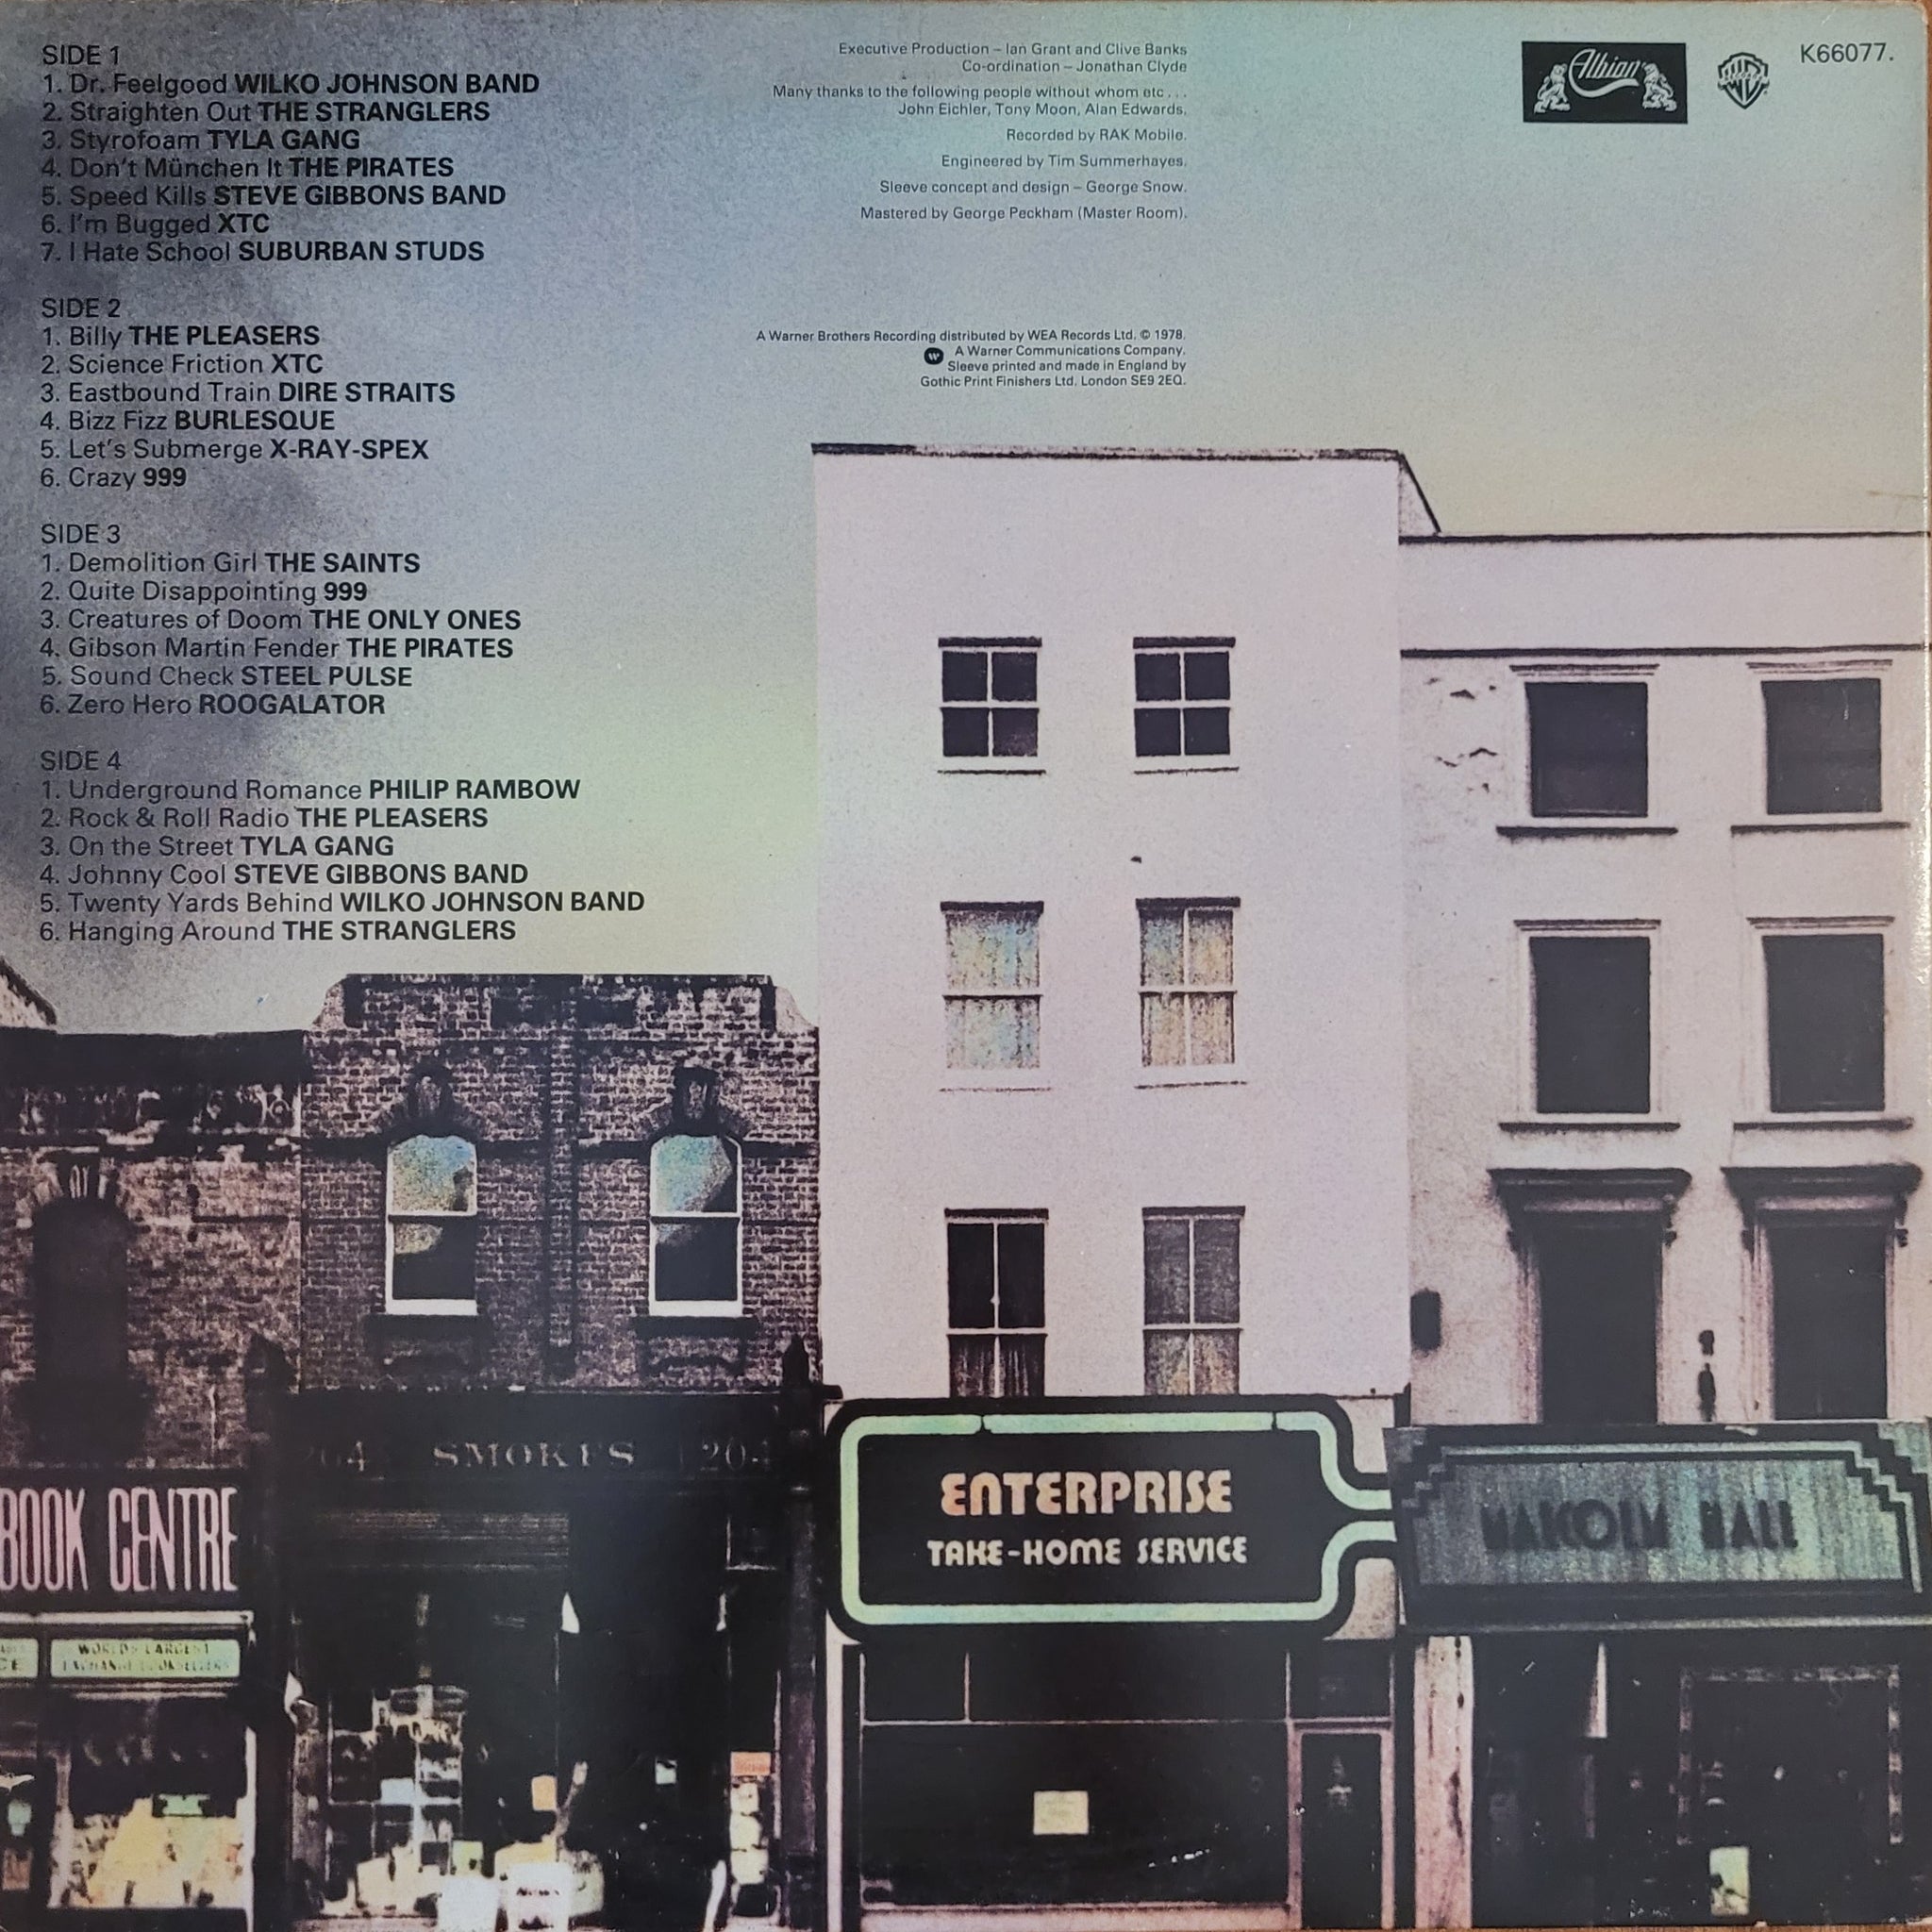 SIDE 1
1. Dr. Feelgood WILKO JOHNSON BAND
2. Straighten Out THE STRANGLERS
3. Styrofoam TYLA GANG
4. Don't München It THE PIRATES
5. Speed Kills STEVE GIBBONS BAND
6. I'm Bugged XTC
7. I Hate School SUBURBAN STUDS
SIDE 2
1. Billy THE PLEASERS
2. Science Friction XTC
3. Eastbound Train DIRE STRAITS
4. Bizz Fizz BURLESQUE
5. Let's Submerge X-RAY-SPEX
6. Crazy 999
SIDE 3
1. Demolition Girl THE SAINTS
2. Quite Disappointing 999
3. Creatures of Doom THE ONLY ONES
4. Gibson Martin Fender THE PIRATES
5. Sound Check STEEL PULSE
6. Zero Hero ROOGALATOR
SIDE 4
1. Underground Romance PHILIP RAMBOW
2. Rock & Roll Radio THE PLEASERS
3. On the Street TYLA GANG
4. Johnny Cool STEVE GIBBONS BAND
5. Twenty Yards Behind WILKO JOHNSON BAND
6. Hanging Around THE STRANGLERS
Executive Production – Ian Grant and Clive Banks
Co-ordination – Jonathan Clyde
Many thanks to the following people without whom etc . . .
John Eichler, Tony Moon, Alan Edwards.
Recorded by RAK Mobile.
Engineered by Tim Summerhayes.
Sleeve concept and design – George Snow.
Mastered by George Peckham (Master Room).
A Warner Brothers Recording distributed by WEA Records Ltd. © 1978.
A Warner Communications Company.
Sleeve printed and made in England by
Gothic Print Finishers Ltd. London SE9 2EQ.
Albion
K66077.
204 SMOKES 204
BOOK CENTRE
WORLD'S LARGEST
ENTERPRISE
TAKE-HOME SERVICE
MALCOLM HALL